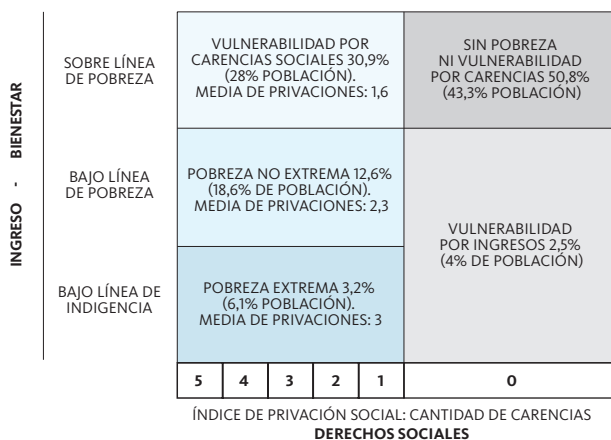 INGRESO - BIENESTAR
SOBRE LÍNEA
DE POBREZA
VULNERABILIDAD POR
CARENCIAS SOCIALES 30,9%
(28% POBLACIÓN).
MEDIA DE PRIVACIONES: 1,6
SIN POBREZA
NI VULNERABILIDAD
POR CARENCIAS 50,8%
(43,3% POBLACIÓN)
BAJO LÍNEA
DE POBREZA
POBREZA NO EXTREMA 12,6%
(18,6% DE POBLACIÓN).
MEDIA DE PRIVACIONES: 2,3
VULNERABILIDAD
POR INGRESOS 2,5%
(4% DE POBLACIÓN)
BAJO LÍNEA DE
INDIGENCIA
POBREZA EXTREMA 3,2%
(6,1% POBLACIÓN).
MEDIA DE PRIVACIONES: 3
5 4 3 2 1 0
ÍNDICE DE PRIVACIÓN SOCIAL: CANTIDAD DE CARENCIAS
DERECHOS SOCIALES